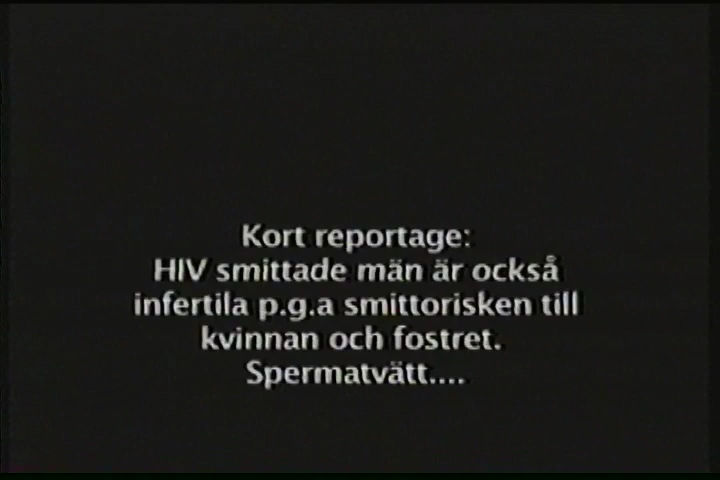 Kort reportage:
HIV smittade män är också
infertila p.g.a smittorisken till
kvinnan och fostret.
Spermatvätt....